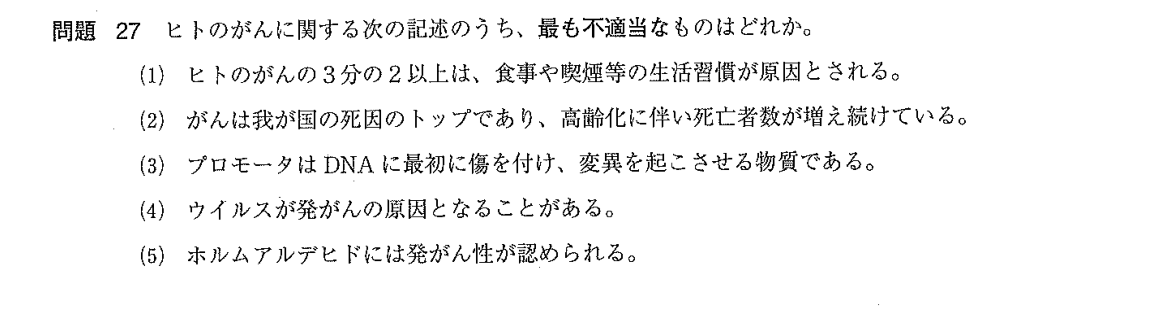 問題 27 ヒトのがんに関する次の記述のうち、最も不適当なものはどれか。
(1) ヒトのがんの3分の2以上は、食事や喫煙等の生活習慣が原因とされる。
(2) がんは我が国の死因のトップであり、高齢化に伴い死亡者数が増え続けている。
(3) プロモータは DNA に最初に傷を付け、変異を起こさせる物質である。
(4) ウイルスが発がんの原因となることがある。
(5) ホルムアルデヒドには発がん性が認められる。